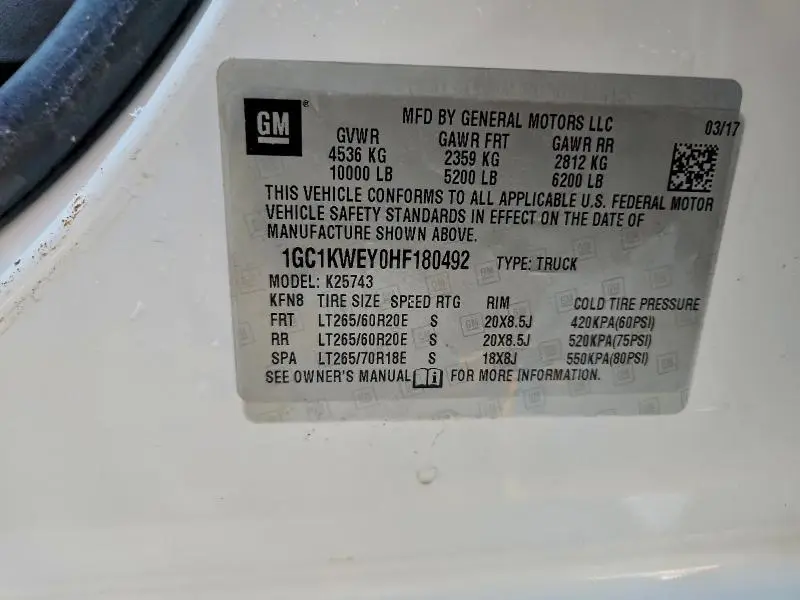 GM ®
MFD BY GENERAL MOTORS LLC 03/17
GVWR GAWR FRT GAWR RR
4536 KG 2359 KG 2812 KG
10000 LB 5200 LB 6200 LB
THIS VEHICLE CONFORMS TO ALL APPLICABLE U.S. FEDERAL MOTOR
VEHICLE SAFETY STANDARDS IN EFFECT ON THE DATE OF
MANUFACTURE SHOWN ABOVE.
1GC1KWEY0HF180492 TYPE: TRUCK
MODEL: K25743
KFN8 TIRE SIZE SPEED RTG RIM COLD TIRE PRESSURE
FRT LT265/60R20E S 20X8.5J 420KPA(60PSI)
RR LT265/60R20E S 20X8.5J 520KPA(75PSI)
SPA LT265/70R18E S 18X8J 550KPA(80PSI)
SEE OWNER'S MANUAL FOR MORE INFORMATION.